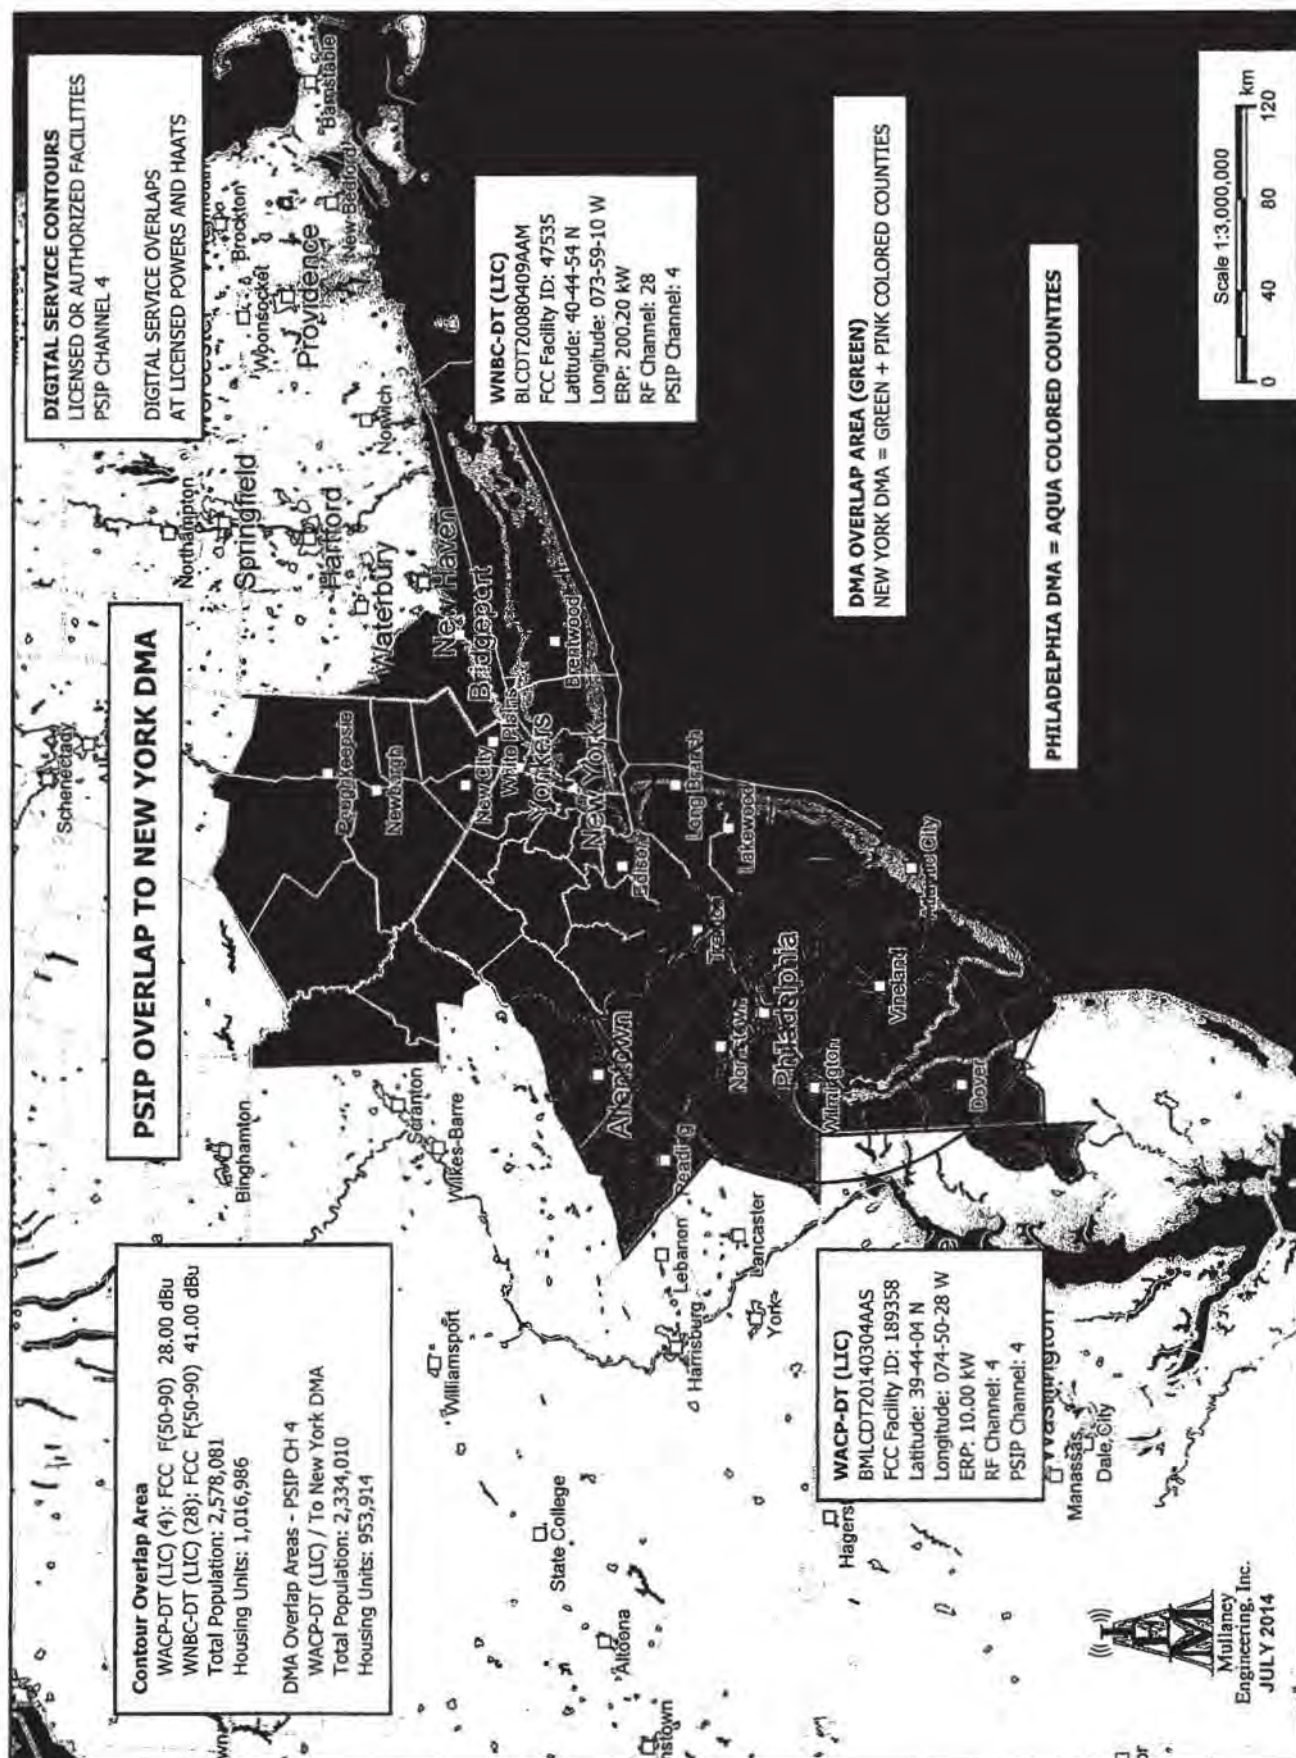 PSIP OVERLAP TO NEW YORK DMA
DIGITAL SERVICE CONTOURS
LICENSED OR AUTHORIZED FACILITIES
PSIP CHANNEL 4
DIGITAL SERVICE OVERLAPS
AT LICENSED POWERS AND HAATS
Contour Overlap Area
WACP-DT (LIC) (4): FCC F(50-90) 28.00 dBu
WNBC-DT (LIC) (28): FCC F(50-90) 41.00 dBu
Total Population: 2,578,081
Housing Units: 1,016,986
DMA Overlap Areas - PSIP CH 4
WACP-DT (LIC) / To New York DMA
Total Population: 2,334,010
Housing Units: 953,914
WNBC-DT (LIC)
BLCDT20080409AAM
FCC Facility ID: 47535
Latitude: 40-44-54 N
Longitude: 073-59-10 W
ERP: 200.20 kW
RF Channel: 28
PSIP Channel: 4
WACP-DT (LIC)
BMLCDT20140304AAS
FCC Facility ID: 189358
Latitude: 39-44-04 N
Longitude: 074-50-28 W
ERP: 10.00 kW
RF Channel: 4
PSIP Channel: 4
DMA OVERLAP AREA (GREEN)
NEW YORK DMA = GREEN + PINK COLORED COUNTIES
PHILADELPHIA DMA = AQUA COLORED COUNTIES
Scale 1:3,000,000
0 40 80 120 km
Mullaney
Engineering, Inc.
JULY 2014
Schenectady
Northampton
Springfield
Hartford
Waterbury
Norwich
Woonsocket
Brockton
Providence
New Bedford
Barnstable
New Haven
Bridgeport
Brentwood
Poughkeepsie
Newburgh
New City
White Plains
Yonkers
New York
Edison
Long Branch
Lakewood
Trenton
Atlantic City
Vineland
Philadelphia
Norristown
Wilmington
Dover
Allentown
Reading
Binghamton
Scranton
Wilkes-Barre
Williamsport
Lebanon
Lancaster
Harrisburg
York
State College
Altoona
Manassas
Dale City
Washington